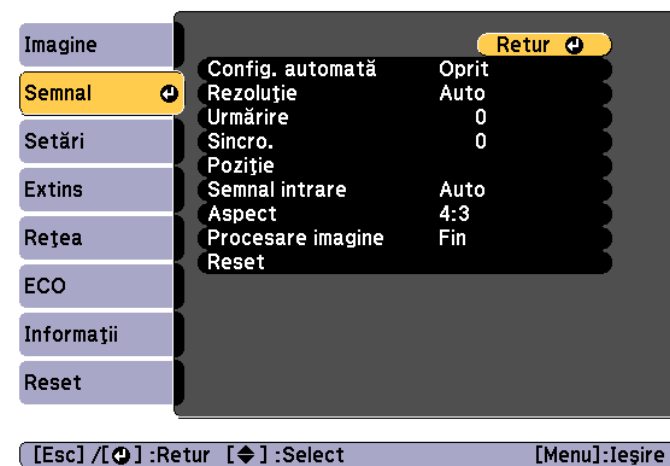 Imagine
Semnal
Setări
Extins
Reţea
ECO
Informaţii
Reset
Retur
Config. automată Oprit
Rezoluţie Auto
Urmărire 0
Sincro. 0
Poziţie
Semnal intrare Auto
Aspect 4:3
Procesare imagine Fin
Reset
[Esc] /[⏎] :Retur [◆] :Select [Menu]:Ieşire